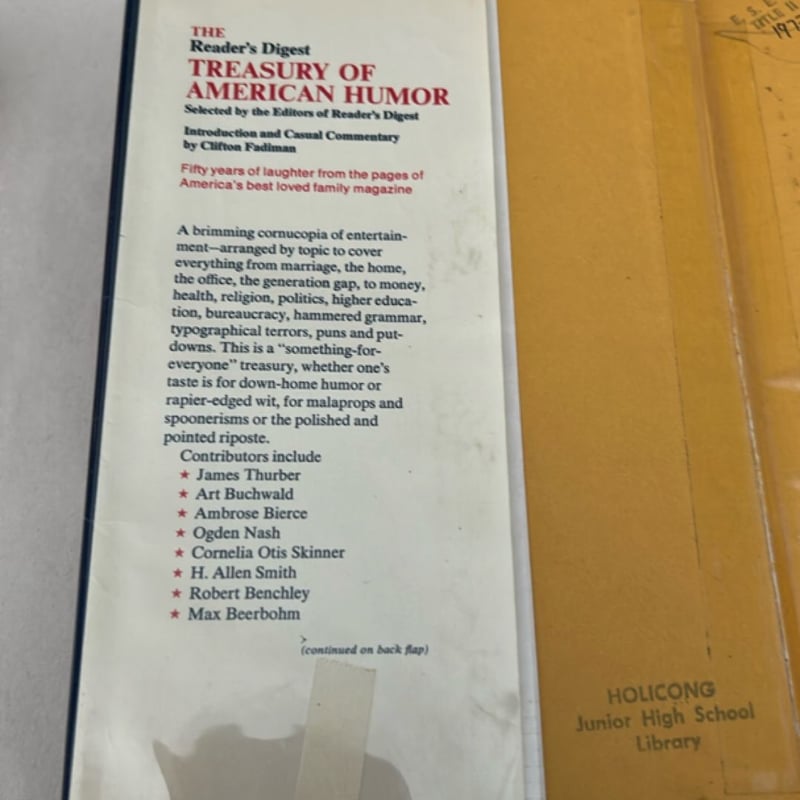 THE
Reader's Digest
TREASURY OF
AMERICAN HUMOR
Selected by the Editors of Reader's Digest
Introduction and Casual Commentary
by Clifton Fadiman
Fifty years of laughter from the pages of
America's best loved family magazine
A brimming cornucopia of entertain-
ment—arranged by topic to cover
everything from marriage, the home,
the office, the generation gap, to money,
health, religion, politics, higher educa-
tion, bureaucracy, hammered grammar,
typographical terrors, puns and put-
downs. This is a “something-for-
everyone” treasury, whether one's
taste is for down-home humor or
rapier-edged wit, for malaprops and
spoonerisms or the polished and
pointed riposte.
Contributors include
★ James Thurber
★ Art Buchwald
★ Ambrose Bierce
★ Ogden Nash
★ Cornelia Otis Skinner
★ H. Allen Smith
★ Robert Benchley
★ Max Beerbohm
(continued on back flap)
E. S. E
TITLE II
HOLICONG
Junior High School
Library